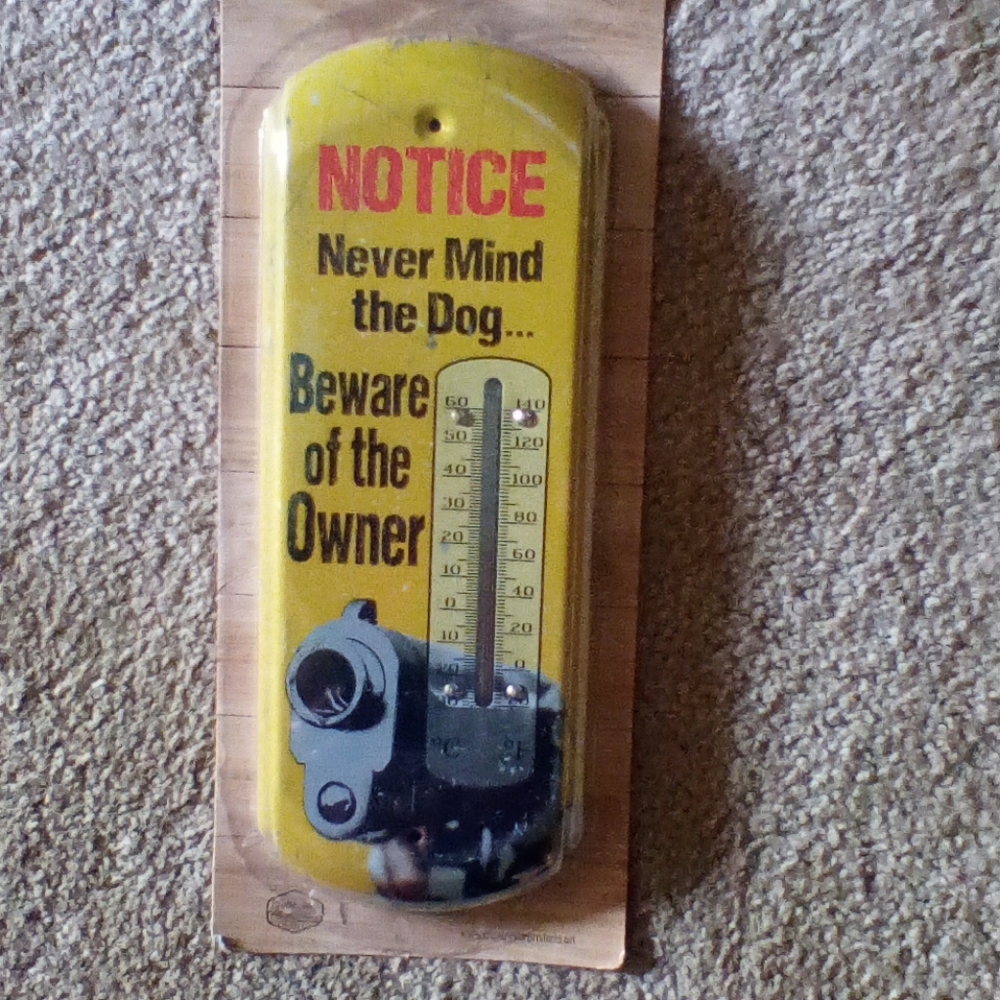 NOTICE
Never Mind
the Dog...
Beware
of the
Owner
60 140
50 120
40 100
30 80
20 60
10 40
0 20
10 0